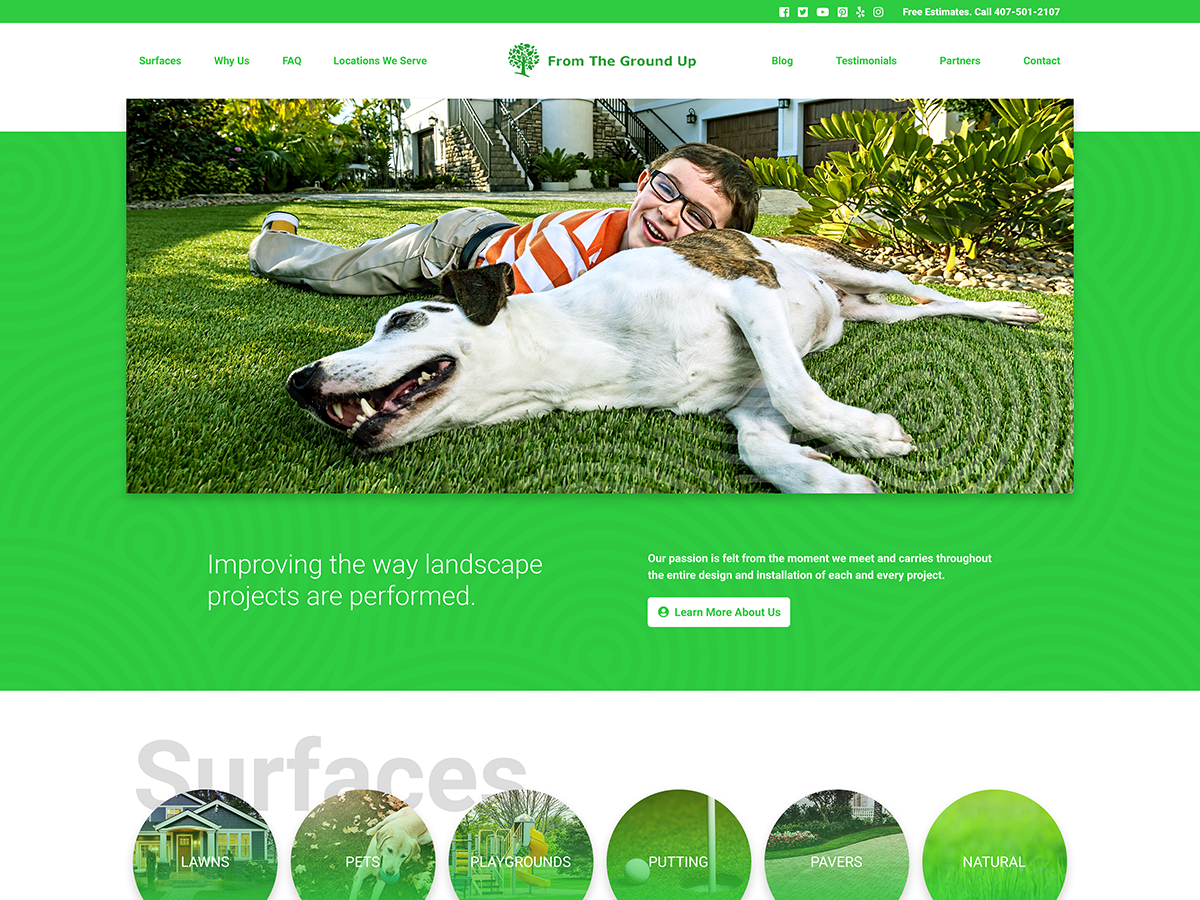 Free Estimates. Call 407-501-2107
Surfaces Why Us FAQ Locations We Serve From The Ground Up Blog Testimonials Partners Contact
Improving the way landscape
projects are performed.
Our passion is felt from the moment we meet and carries throughout
the entire design and installation of each and every project.
Learn More About Us
Surfaces
LAWNS PETS PLAYGROUNDS PUTTING PAVERS NATURAL